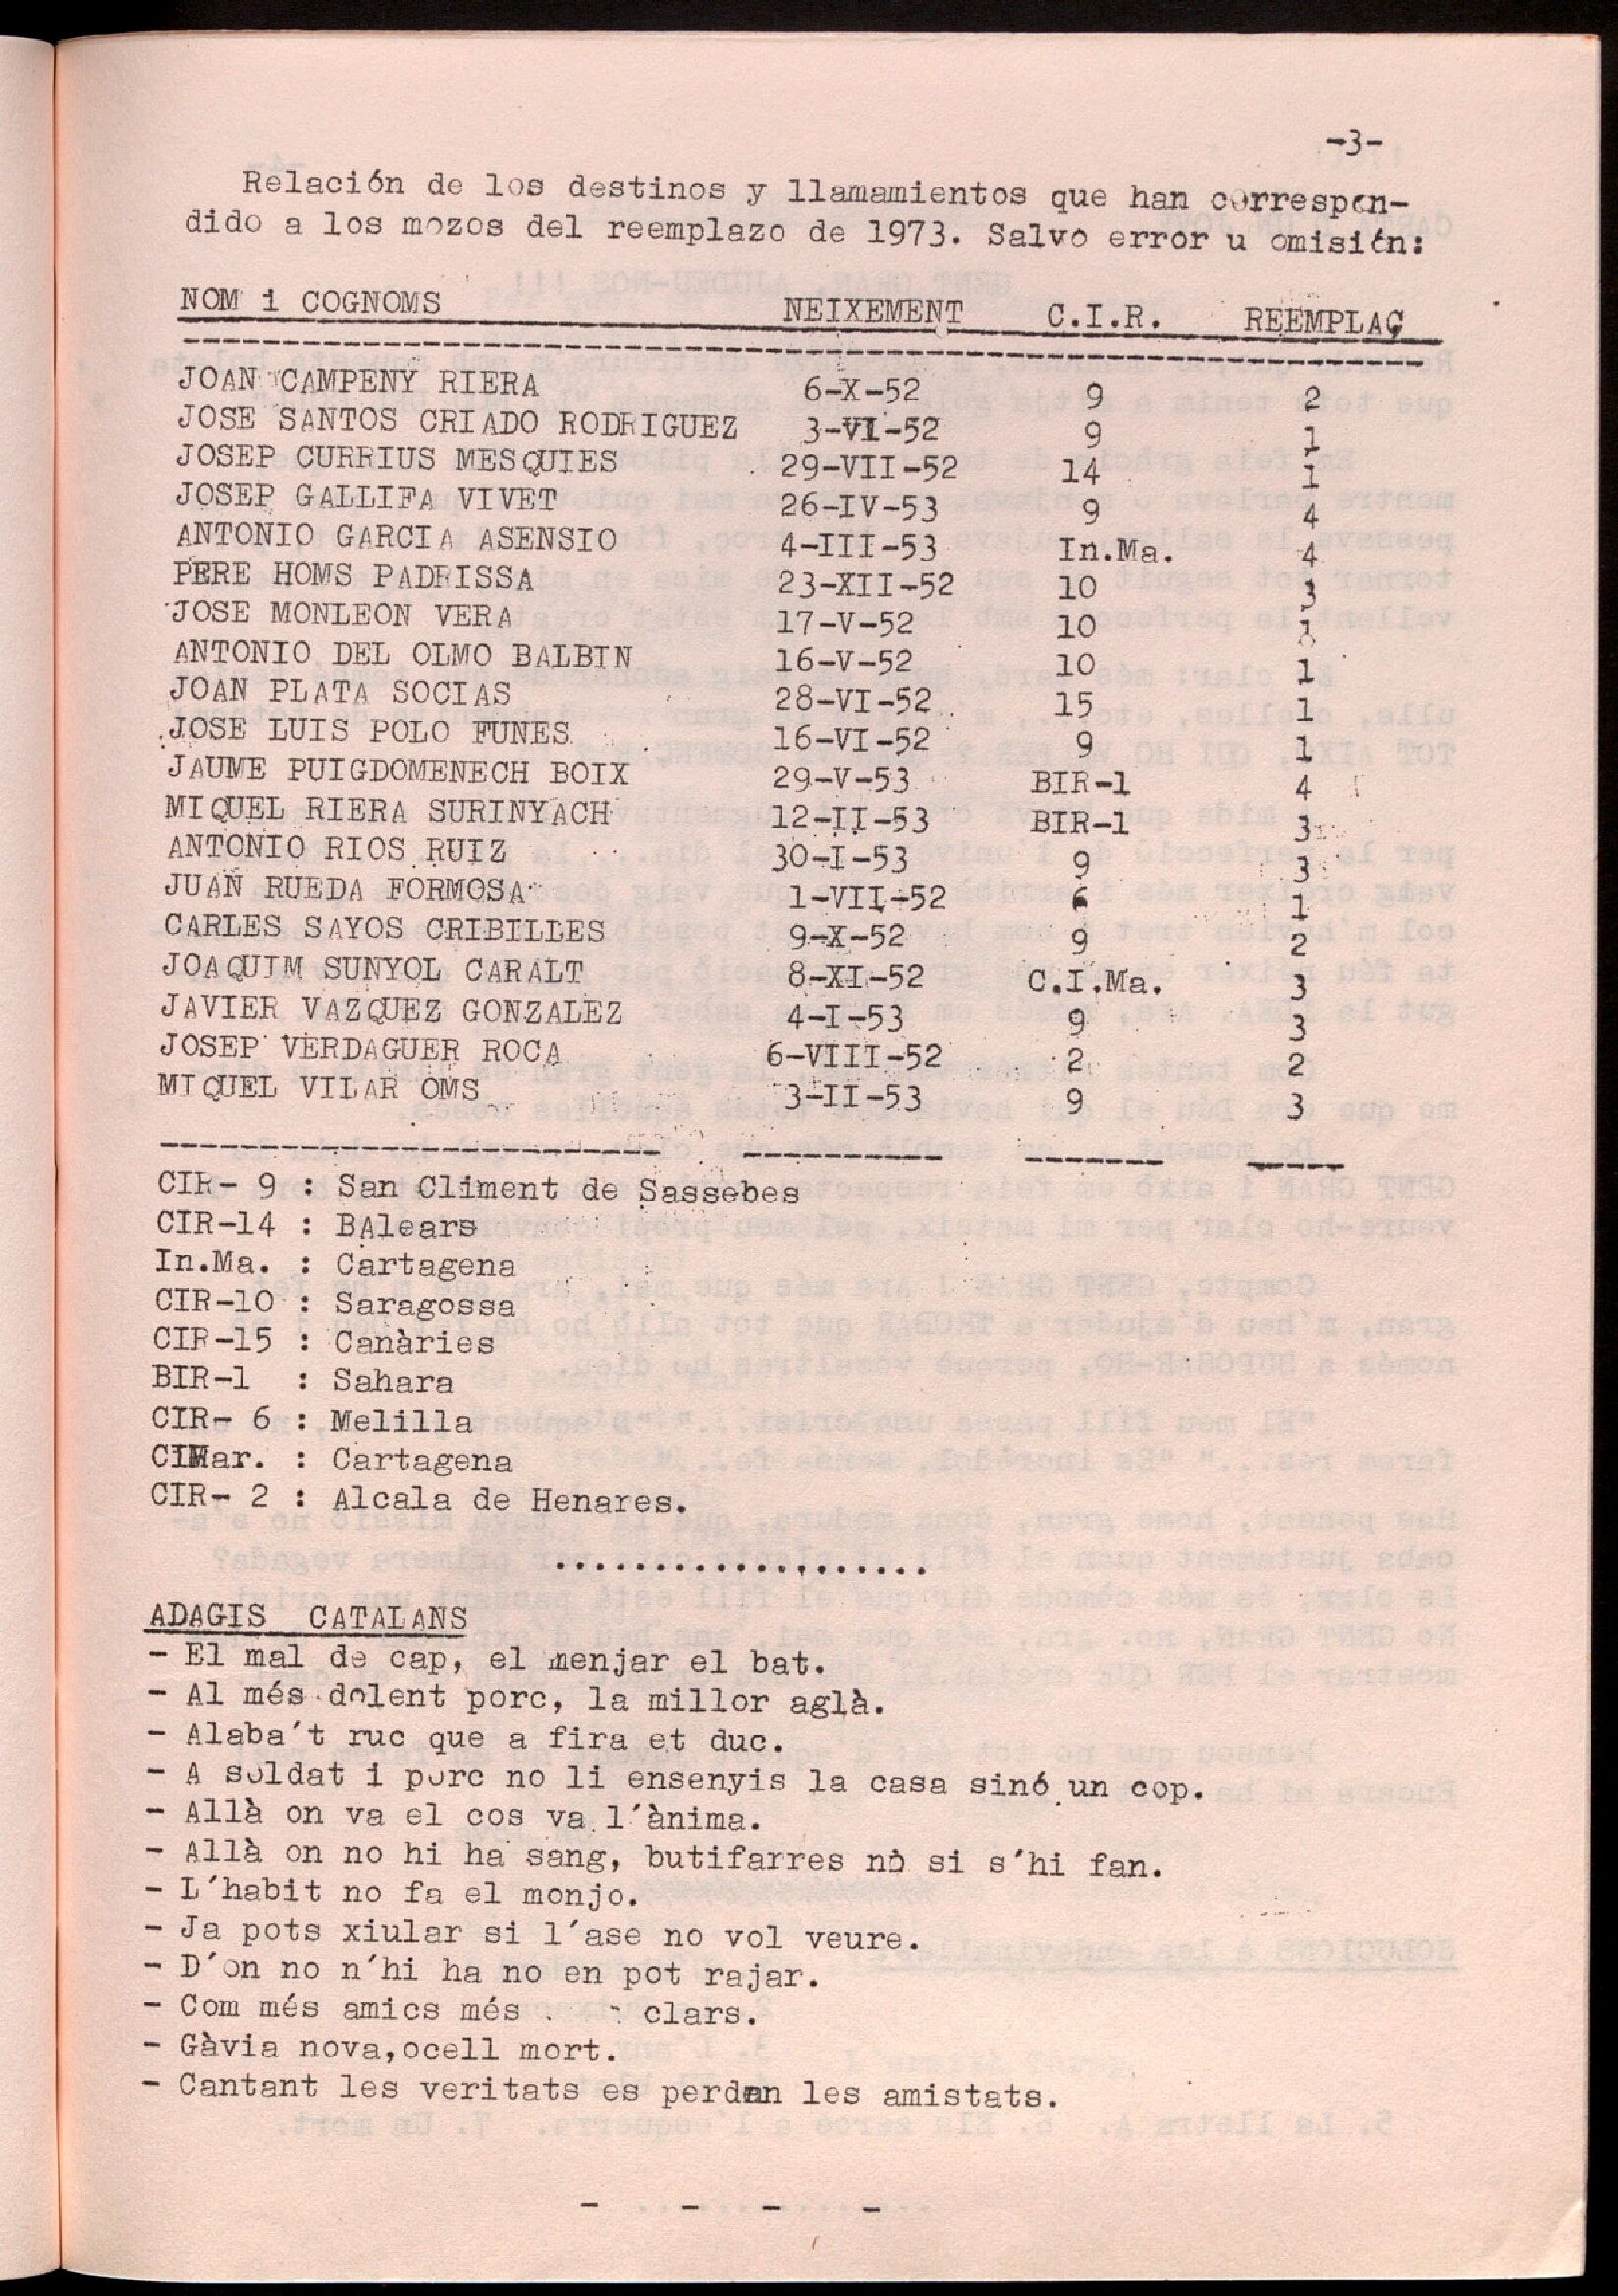 -3-
Relación de los destinos y llamamientos que han correspon-
dido a los mozos del reemplazo de 1973. Salvo error u omisión:
NOM i COGNOMS NEIXEMENT C.I.R. REEMPLAÇ
JOAN CAMPENY RIERA 6-X-52 9 2
JOSE SANTOS CRIADO RODRIGUEZ 3-VI-52 9 1
JOSEP CURRIUS MESQUIES 29-VII-52 14 1
JOSEP GALLIFA VIVET 26-IV-53 9 4
ANTONIO GARCIA ASENSIO 4-III-53 In.Ma. 4
PERE HOMS PADRISSA 23-XII-52 10 3
JOSE MONLEON VERA 17-V-52 10 1
ANTONIO DEL OLMO BALBIN 16-V-52 10 1
JOAN PLATA SOCIAS 28-VI-52 15 1
JOSE LUIS POLO FUNES 16-VI-52 9 1
JAUME PUIGDOMENECH BOIX 29-V-53 BIR-1 4
MIQUEL RIERA SURINYACH 12-II-53 BIR-1 3
ANTONIO RIOS RUIZ 30-I-53 9 3
JUAN RUEDA FORMOSA 1-VII-52 6 1
CARLES SAYOS CRIBILLES 9-X-52 9 2
JOAQUIM SUNYOL CARALT 8-XI-52 C.I.Ma. 3
JAVIER VAZQUEZ GONZALEZ 4-I-53 9 3
JOSEP VERDAGUER ROCA 6-VIII-52 2 2
MIQUEL VILAR OMS 3-II-53 9 3
CIR- 9 : San Climent de Sassebes
CIR-14 : BAlears
In.Ma. : Cartagena
CIR-10 : Saragossa
CIR-15 : Canàries
BIR-1 : Sahara
CIR- 6 : Melilla
CIMar. : Cartagena
CIR- 2 : Alcala de Henares.
...................
ADAGIS CATALANS
- El mal de cap, el menjar el bat.
- Al més dolent porc, la millor aglà.
- Alaba't ruc que a fira et duc.
- A soldat i porc no li ensenyis la casa sinó un cop.
- Allà on va el cos va l'ànima.
- Allà on no hi ha sang, butifarres nò si s'hi fan.
- L'habit no fa el monjo.
- Ja pots xiular si l'ase no vol veure.
- D'on no n'hi ha no en pot rajar.
- Com més amics més clars.
- Gàvia nova,ocell mort.
- Cantant les veritats es perden les amistats.
- - - -